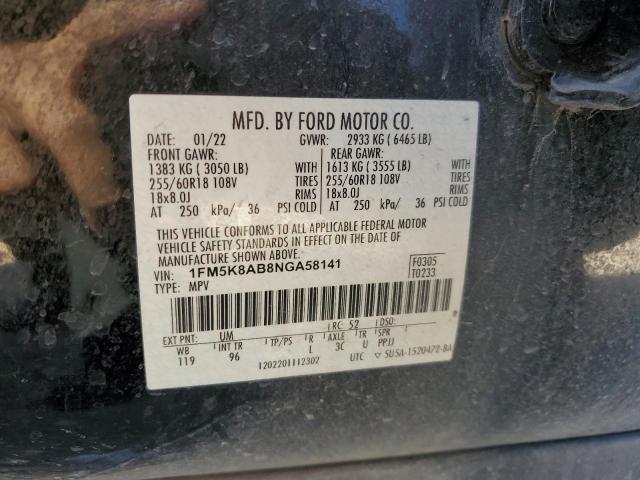 MFD. BY FORD MOTOR CO.
DATE: 01/22 GVWR: 2933 KG ( 6465 LB)
FRONT GAWR: REAR GAWR:
1383 KG ( 3050 LB) WITH 1613 KG ( 3555 LB) WITH
255/60R18 108V TIRES 255/60R18 108V TIRES
18x8.0J RIMS 18x8.0J RIMS
AT 250 kPa/ 36 PSI COLD AT 250 kPa/ 36 PSI COLD
THIS VEHICLE CONFORMS TO ALL APPLICABLE FEDERAL MOTOR
VEHICLE SAFETY STANDARDS IN EFFECT ON THE DATE OF
MANUFACTURE SHOWN ABOVE.
VIN: 1FM5K8AB8NGA58141 F0305
TYPE: MPV T0233
RC: 52 DSO:
EXT PNT: UM
WB INT TR TP/PS R AXLE TR SPR
119 96 L 3C U PPJJ
1202201112302 UTC ▽ 5U5A-1520472-BA